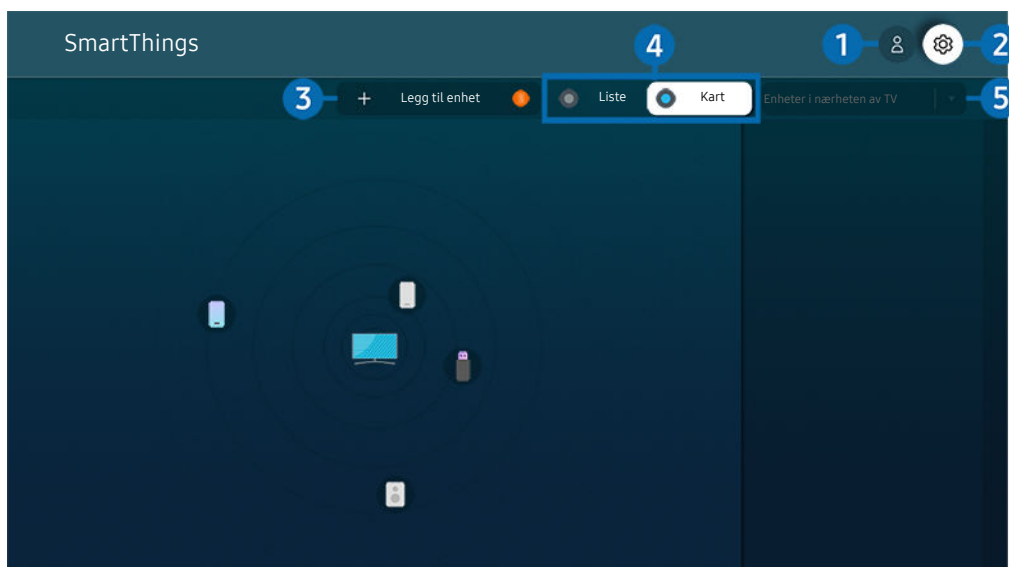 SmartThings
4
1
2
3
+ Legg til enhet
Liste
Kart
Enheter i nærheten av TV
5